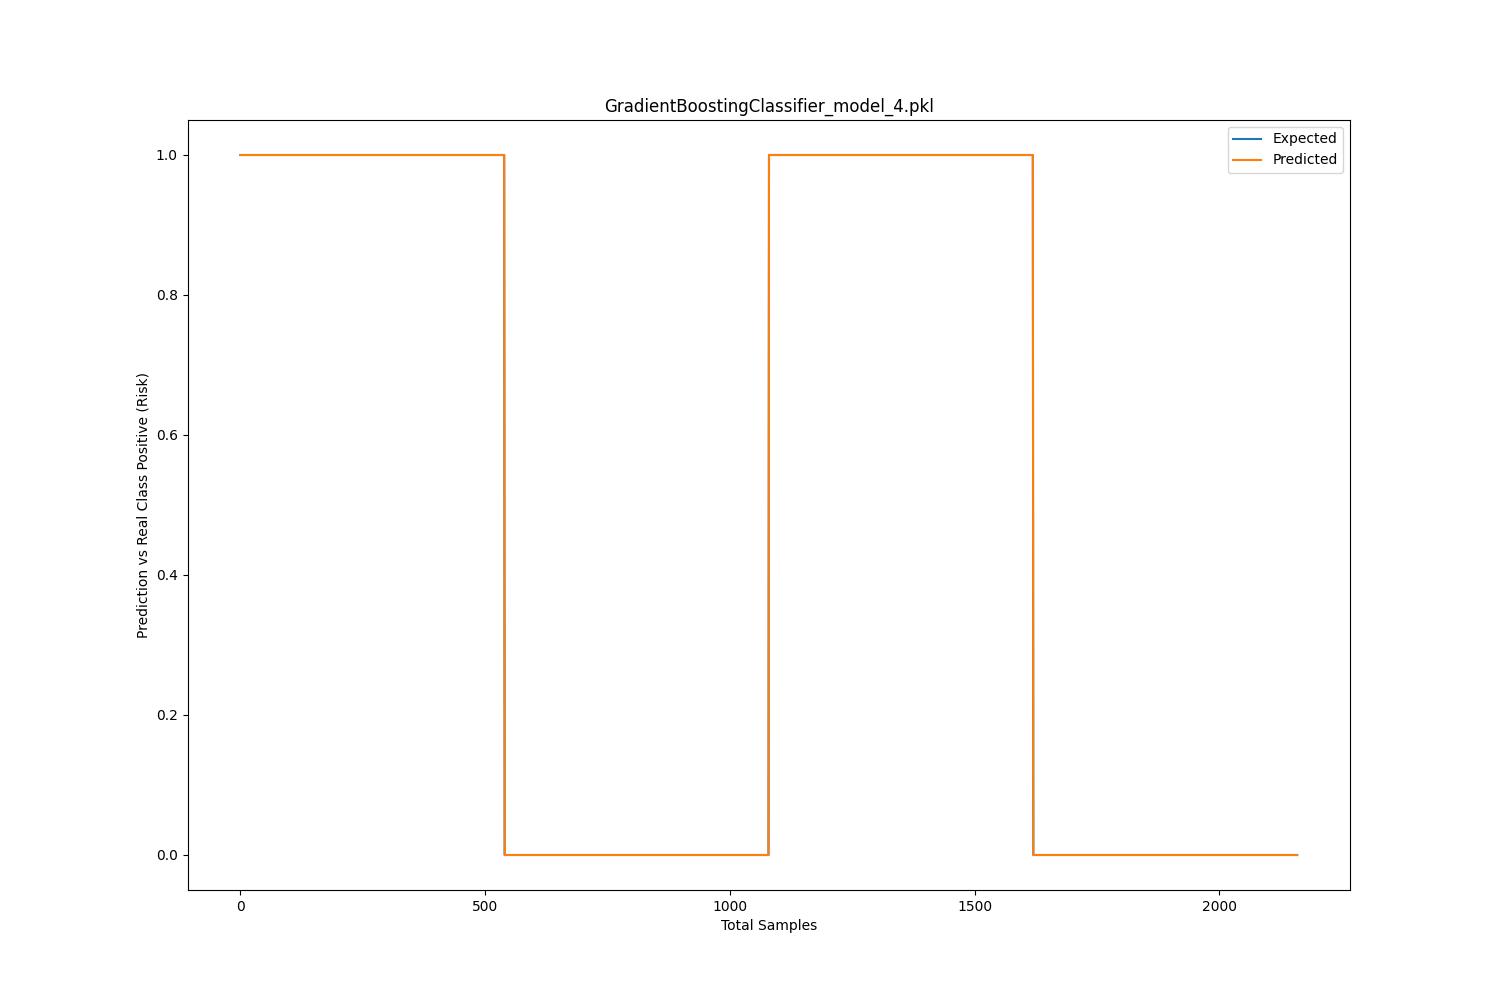 GradientBoostingClassifier_model_4.pkl
Expected
Predicted
1.0
0.8
0.6
0.4
0.2
0.0
Prediction vs Real Class Positive (Risk)
0
500
1000
1500
2000
Total Samples